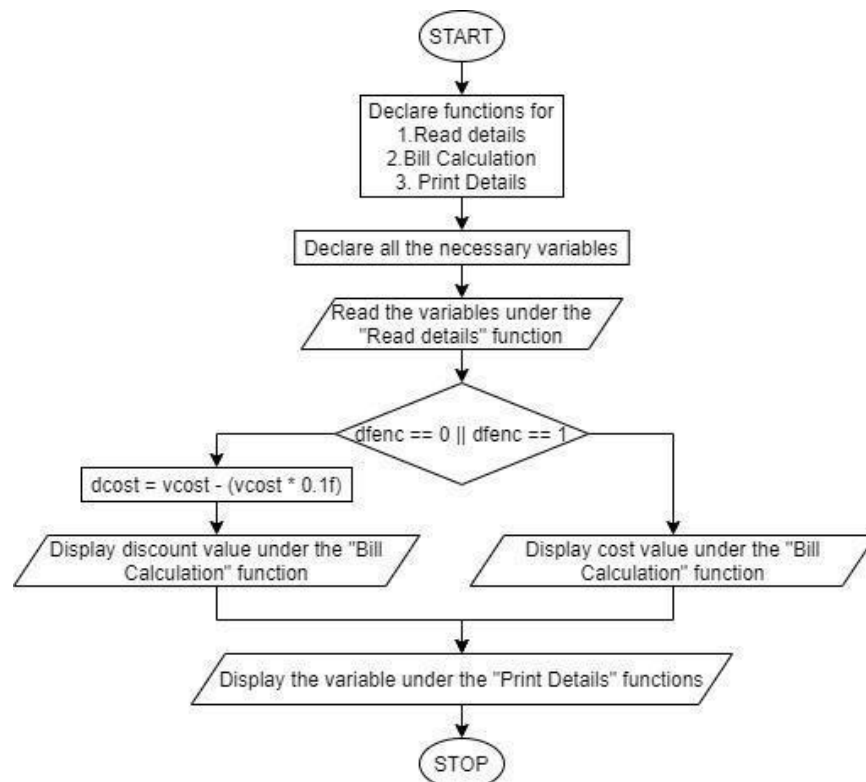 START
Declare functions for
1.Read details
2.Bill Calculation
3. Print Details
Declare all the necessary variables
Read the variables under the
"Read details" function
dfenc == 0 || dfenc == 1
dcost = vcost - (vcost * 0.1f)
Display discount value under the "Bill
Calculation" function
Display cost value under the "Bill
Calculation" function
Display the variable under the "Print Details" functions
STOP